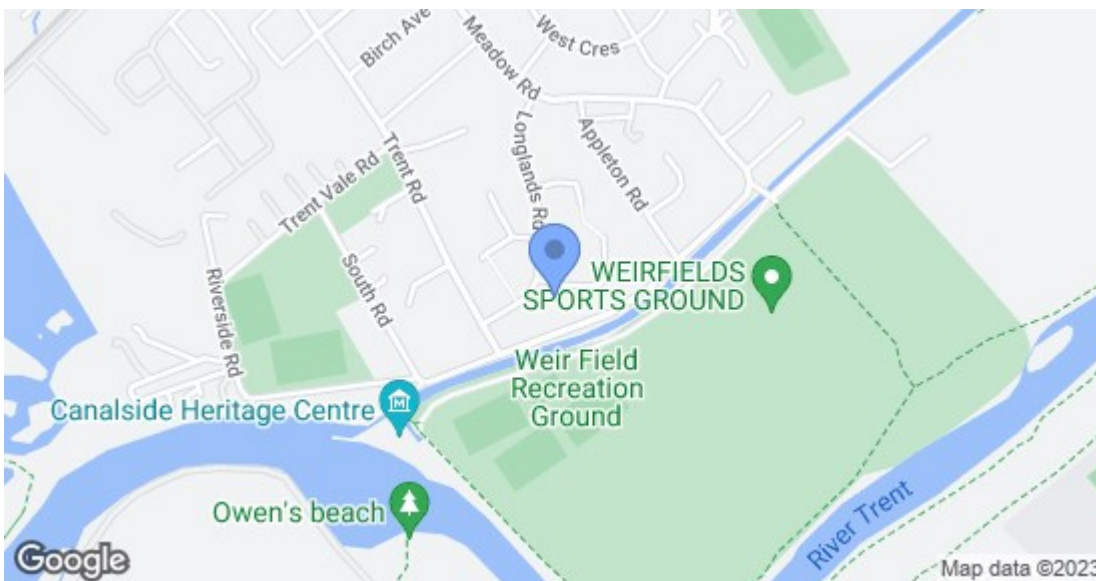 West Cres
Birch Ave
Meadow Rd
Longlands Rd
Appleton Rd
Trent Rd
Trent Vale Rd
South Rd
Riverside Rd
WEIRFIELDS
SPORTS GROUND
Weir Field
Recreation
Ground
Canalside Heritage Centre
M
Owen's beach
River Trent
Google
Map data ©2023